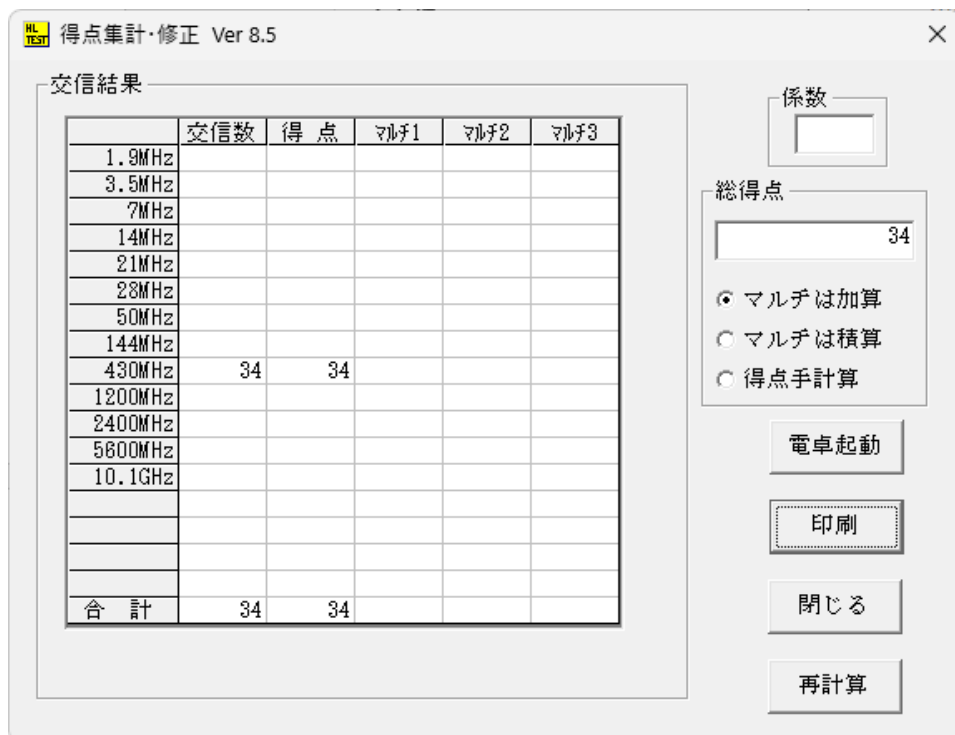 HL TEST 得点集計・修正 Ver 8.5
交信結果
交信数 得 点 ﾏﾙﾁ1 ﾏﾙﾁ2 ﾏﾙﾁ3
1.9MHz
3.5MHz
7MHz
14MHz
21MHz
28MHz
50MHz
144MHz
430MHz 34 34
1200MHz
2400MHz
5600MHz
10.1GHz
合 計 34 34
係数
総得点
34
マルチは加算
マルチは積算
得点手計算
電卓起動
印刷
閉じる
再計算